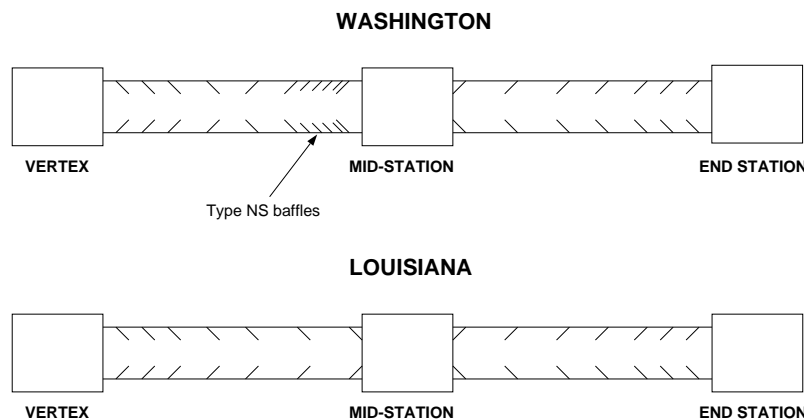 WASHINGTON
VERTEX
MID-STATION
END STATION
Type NS baffles
LOUISIANA
VERTEX
MID-STATION
END STATION